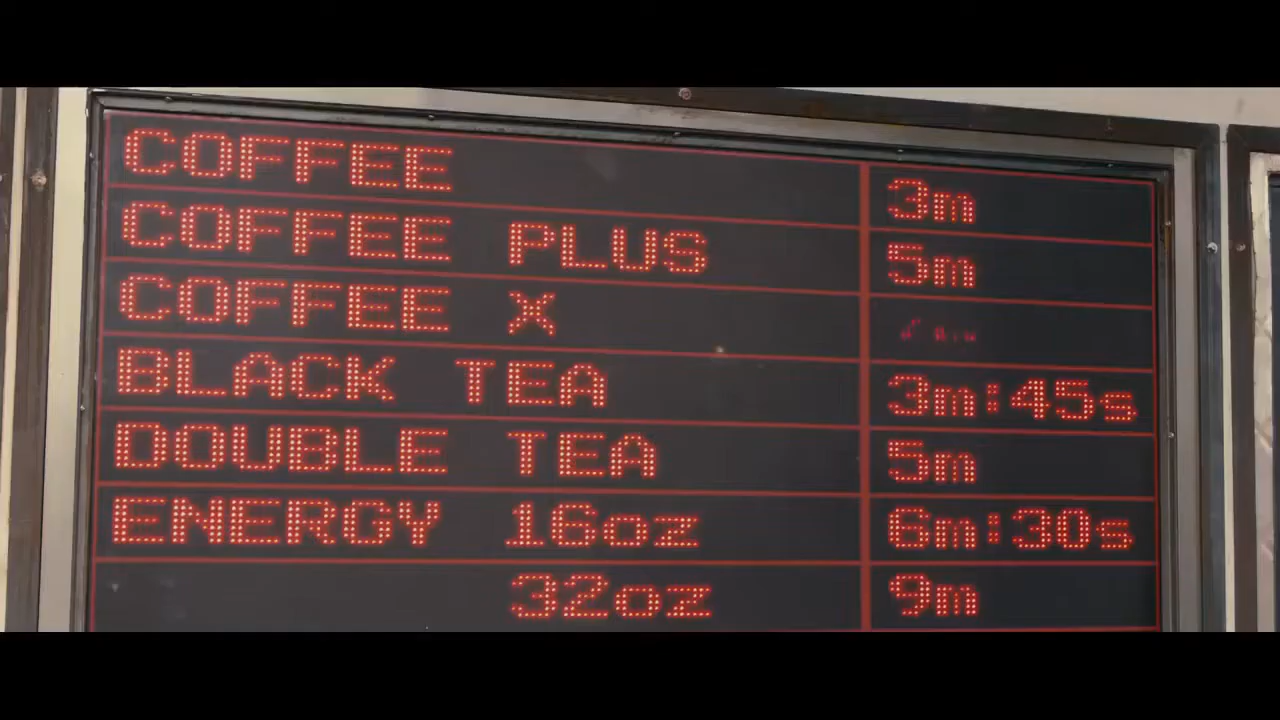 COFFEE 3m
COFFEE PLUS 5m
COFFEE X
BLACK TEA 3m:45s
DOUBLE TEA 5m
ENERGY 16oz 6m:30s
32oz 9m